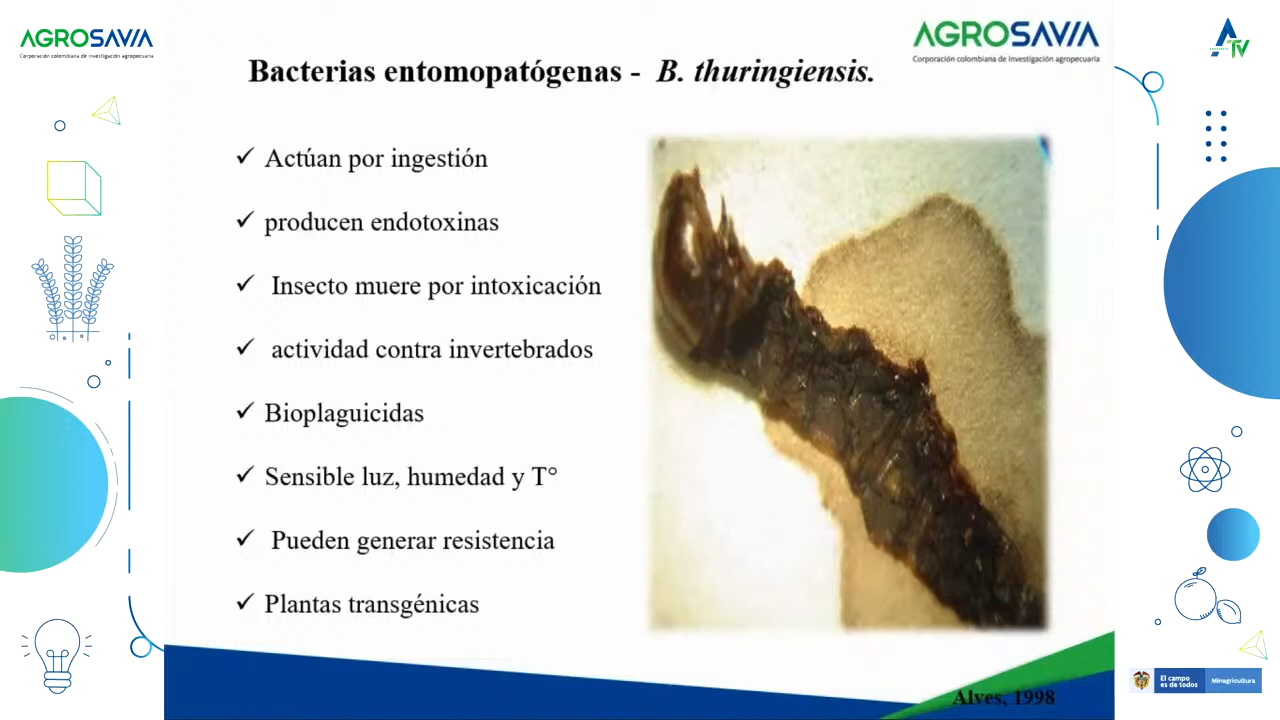 AGROSAVIA
Corporación colombiana de investigación agropecuaria
AGROSAVIA
Corporación colombiana de investigación agropecuaria
TV
Bacterias entomopatógenas - B. thuringiensis.
✓ Actúan por ingestión
✓ producen endotoxinas
✓ Insecto muere por intoxicación
✓ actividad contra invertebrados
✓ Bioplaguicidas
✓ Sensible luz, humedad y T°
✓ Pueden generar resistencia
✓ Plantas transgénicas
Alves, 1998
El campo
es de todos
Minagricultura